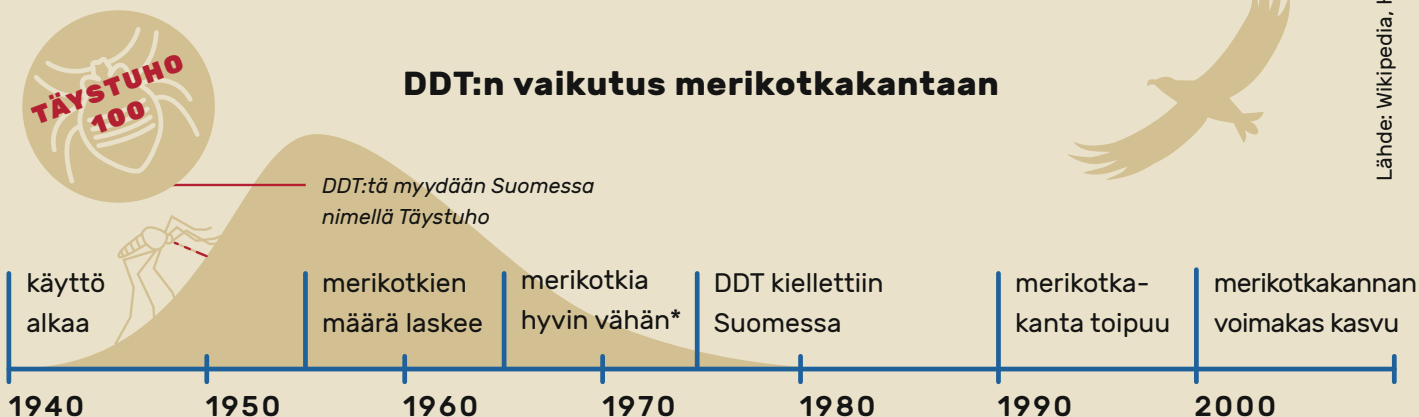 TÄYSTUHO
100
DDT:n vaikutus merikotkakantaan
Lähde: Wikipedia,
DDT:tä myydään Suomessa
nimellä Täystuho
käyttö
alkaa
merikotkien
määrä laskee
merikotkia
hyvin vähän*
DDT kiellettiin
Suomessa
merikotka-
kanta toipuu
merikotkakannan
voimakas kasvu
1940
1950
1960
1970
1980
1990
2000